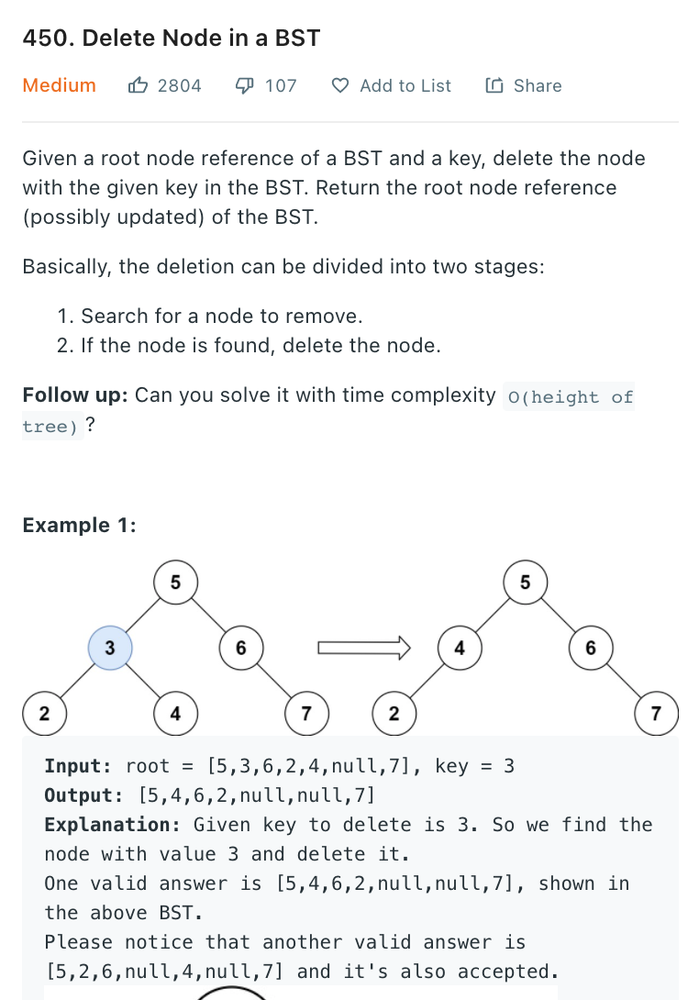 450. Delete Node in a BST
Medium 2804 107 Add to List Share
Given a root node reference of a BST and a key, delete the node
with the given key in the BST. Return the root node reference
(possibly updated) of the BST.
Basically, the deletion can be divided into two stages:
1. Search for a node to remove.
2. If the node is found, delete the node.
Follow up: Can you solve it with time complexity O(height of
tree) ?
Example 1:
5 5
3 6 4 6
2 4 7 2 7
Input: root = [5,3,6,2,4,null,7], key = 3
Output: [5,4,6,2,null,null,7]
Explanation: Given key to delete is 3. So we find the
node with value 3 and delete it.
One valid answer is [5,4,6,2,null,null,7], shown in
the above BST.
Please notice that another valid answer is
[5,2,6,null,4,null,7] and it's also accepted.